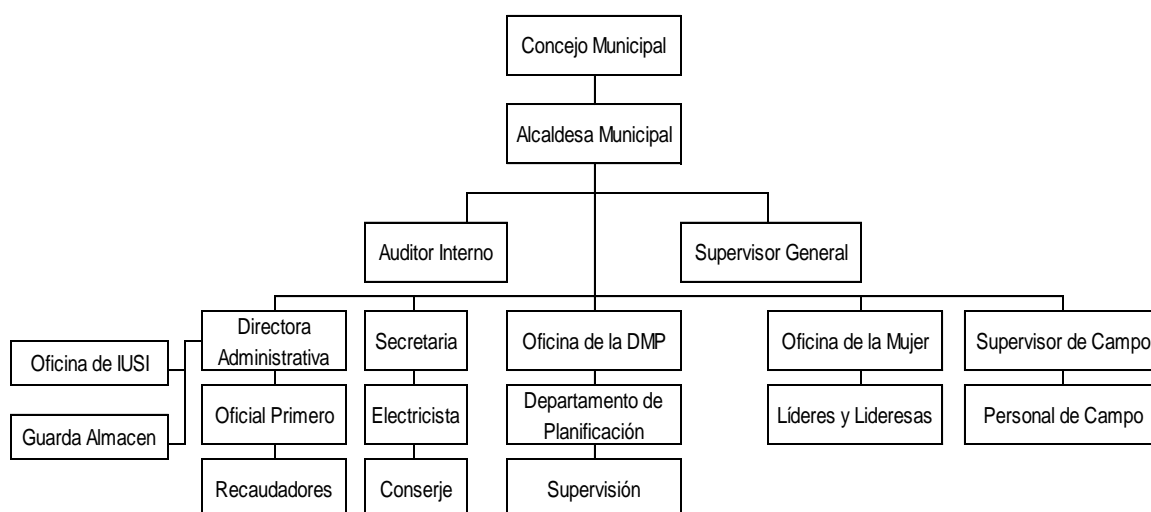 Concejo Municipal
Alcaldesa Municipal
Auditor Interno
Supervisor General
Directora
Administrativa
Secretaria
Oficina de la DMP
Oficina de la Mujer
Supervisor de Campo
Oficina de IUSI
Oficial Primero
Electricista
Departamento de
Planificación
Líderes y Lideresas
Personal de Campo
Guarda Almacen
Recaudadores
Conserje
Supervisión